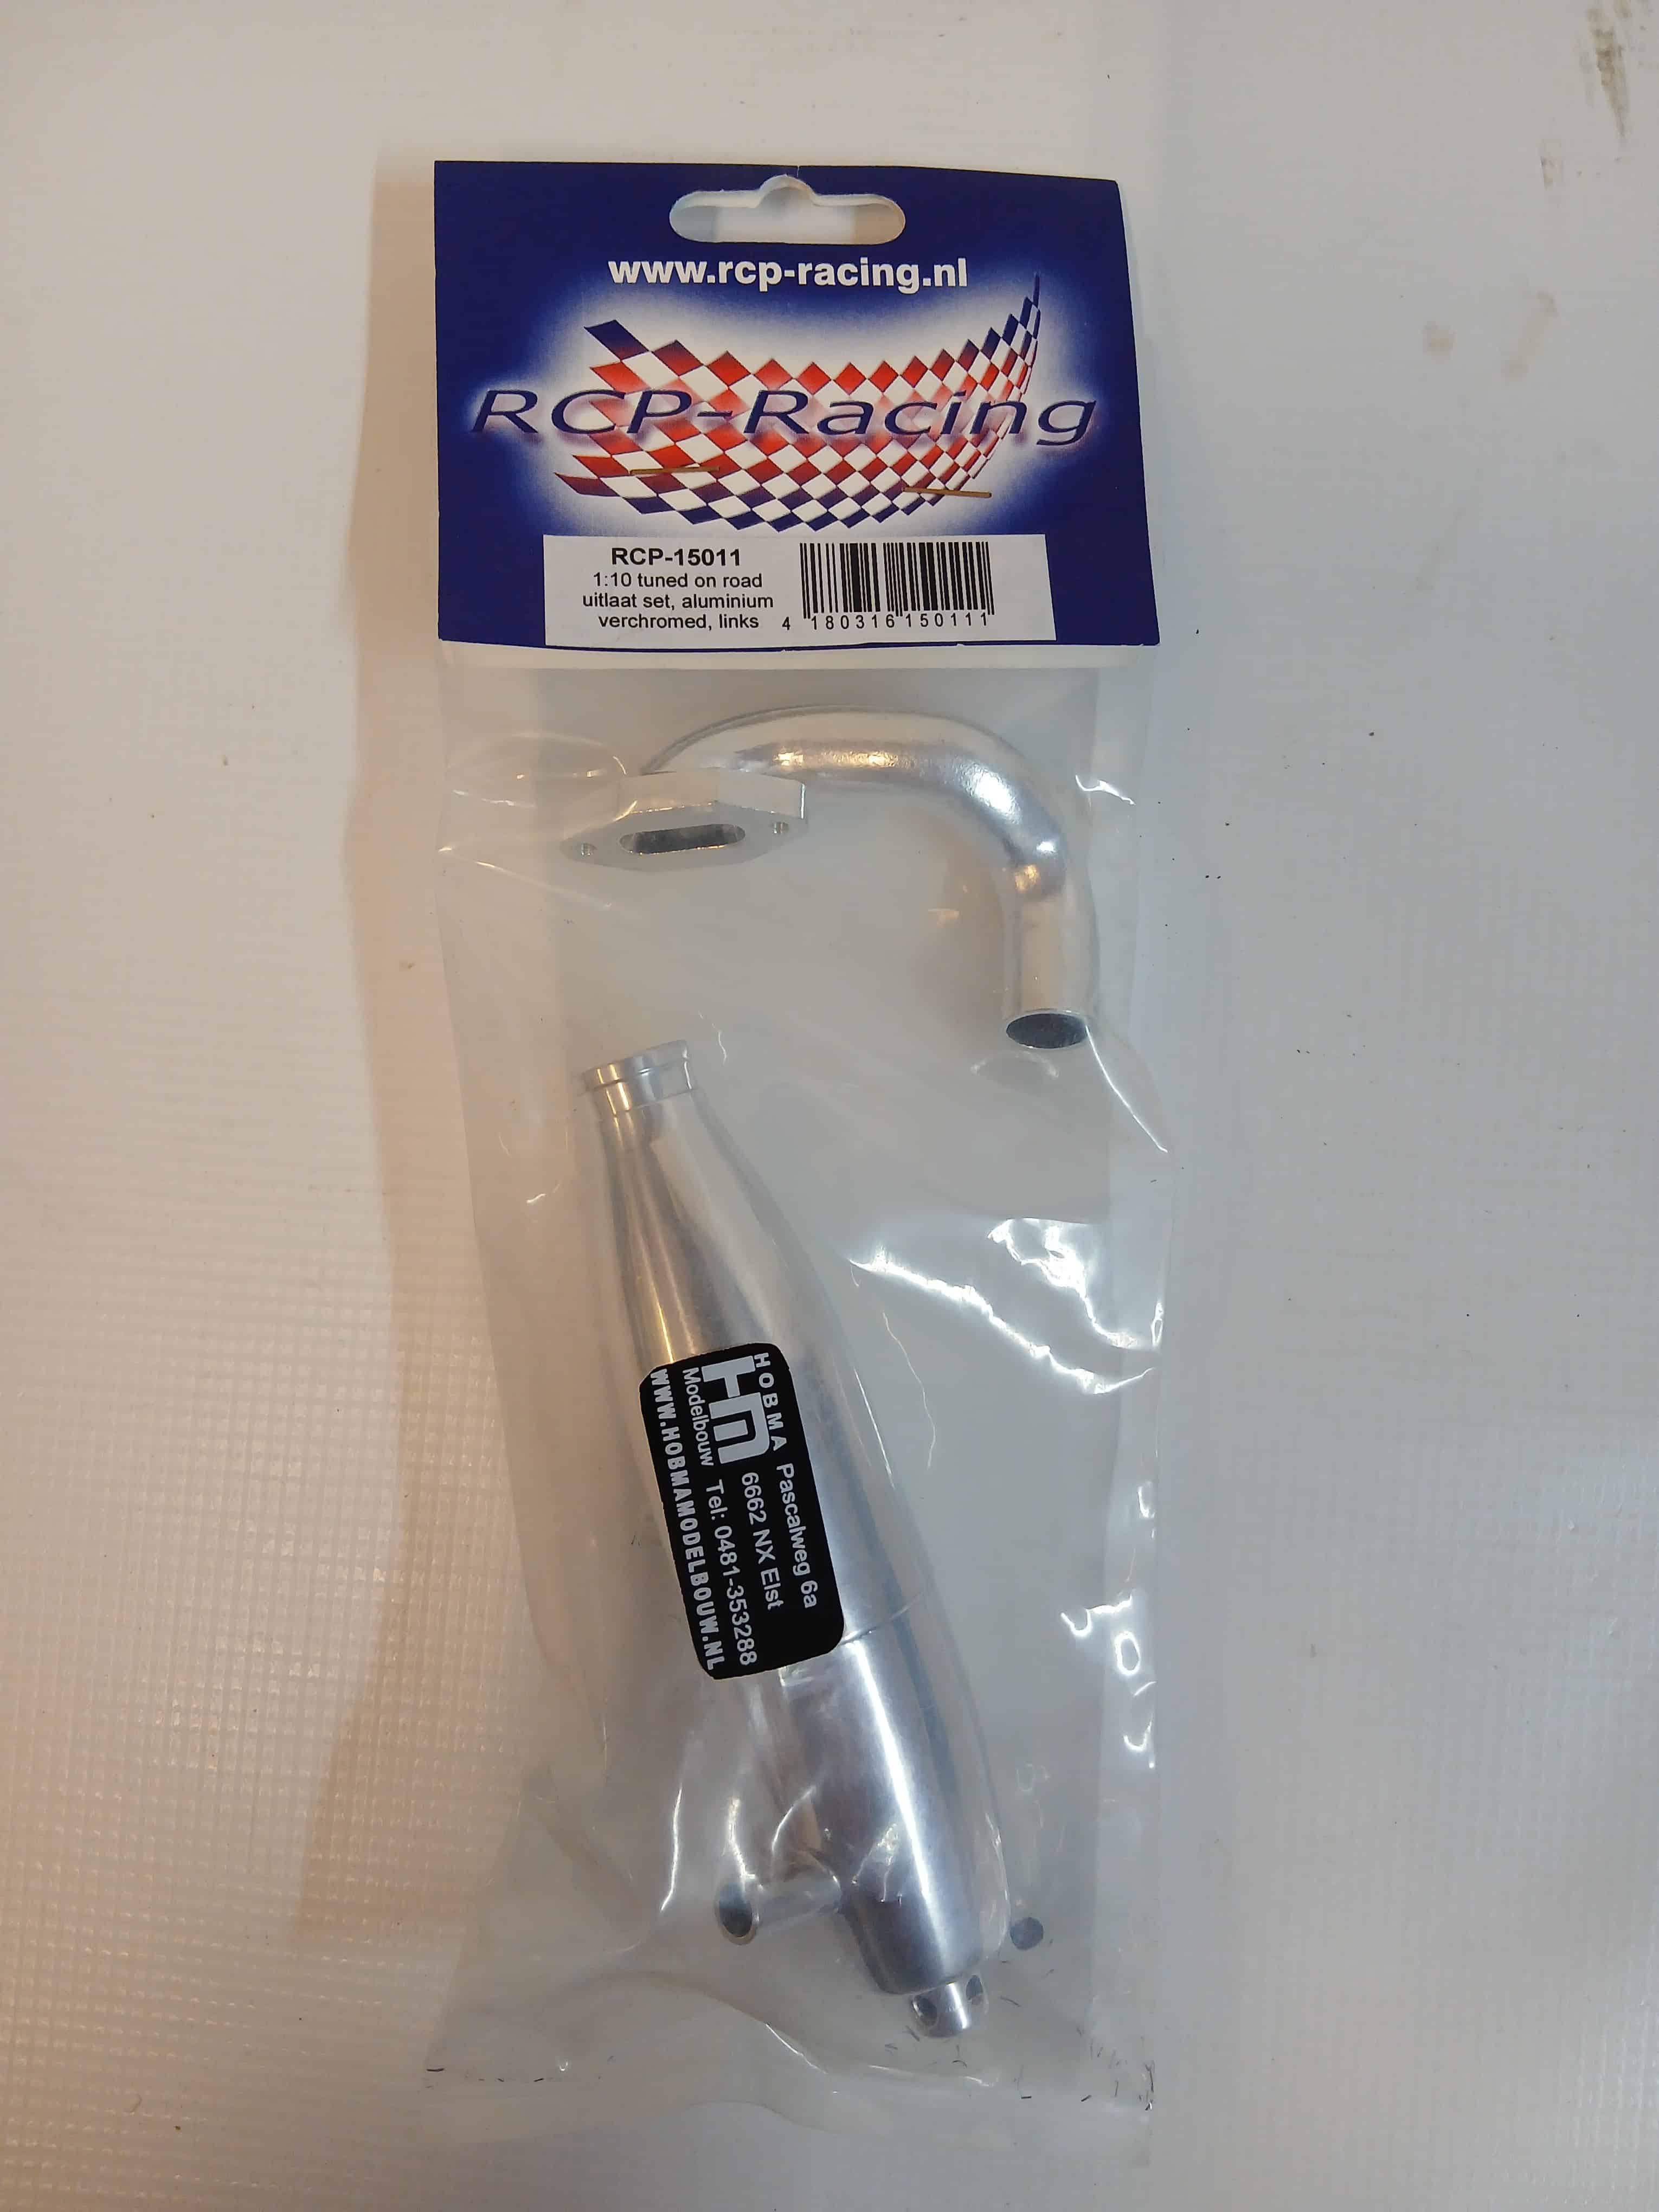 www.rcp-racing.nl
RCP-Racing
RCP-15011
1:10 tuned on road
uitlaat set, aluminium
verchromed, links
4 180316 150111
HOBMA Pascalweg 6a
HM 6662 NX Elst
Modelbouw Tel: 0481-353288
WWW.HOBMAMODELBOUW.NL